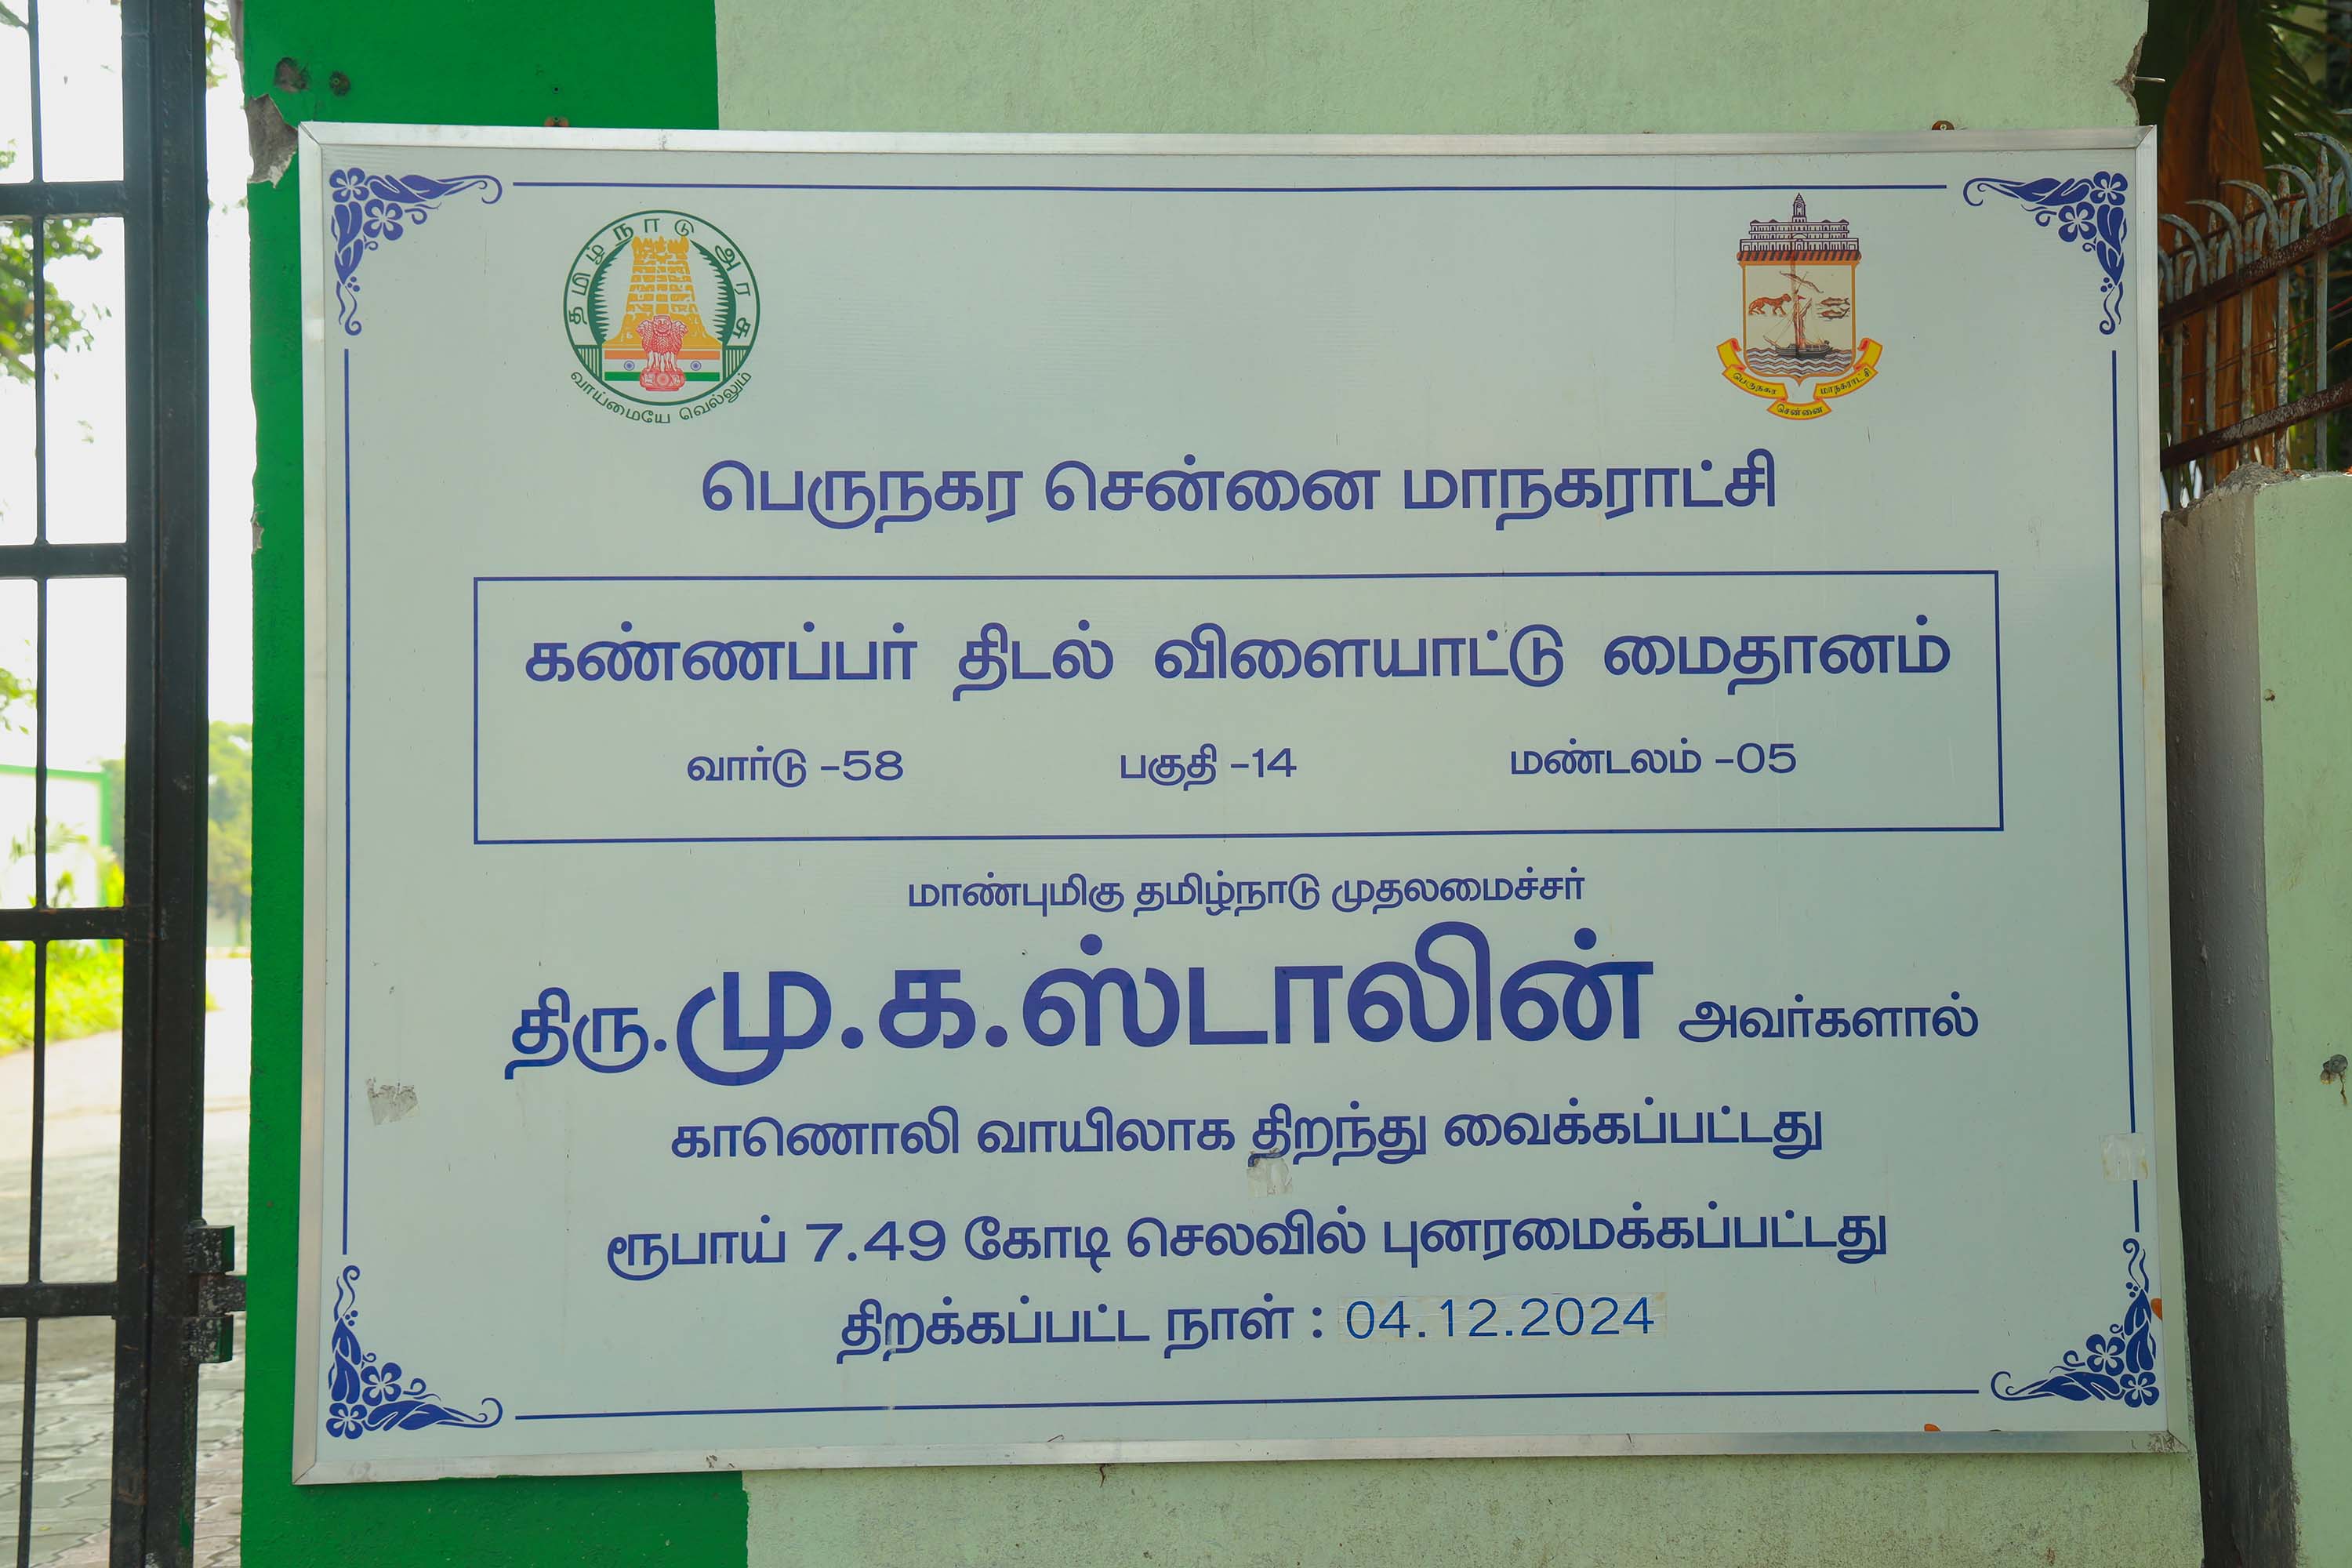 தமிழ்நாடு அரசு
வாய்மையே வெல்லும்
பெருநகர சென்னை மாநகராட்சி
பெருநகர சென்னை மாநகராட்சி
கண்ணப்பர் திடல் விளையாட்டு மைதானம்
வார்டு -58 பகுதி -14 மண்டலம் -05
மாண்புமிகு தமிழ்நாடு முதலமைச்சர்
திரு.மு.க.ஸ்டாலின் அவர்களால்
காணொலி வாயிலாக திறந்து வைக்கப்பட்டது
ரூபாய் 7.49 கோடி செலவில் புனரமைக்கப்பட்டது
திறக்கப்பட்ட நாள் : 04.12.2024